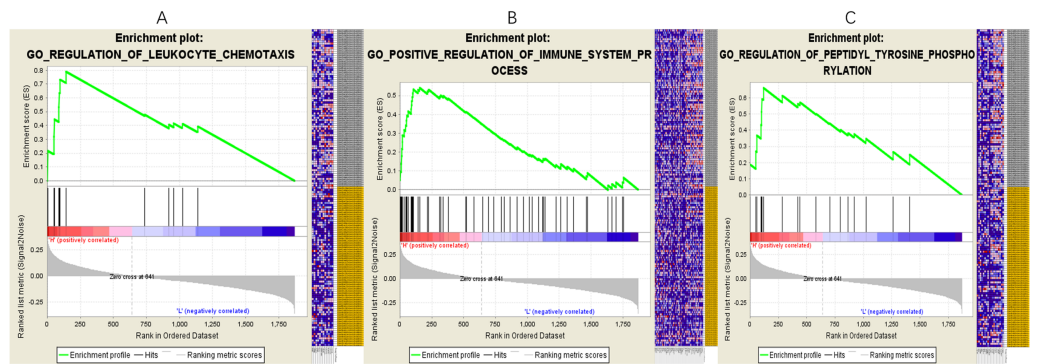 A
B
C
Enrichment plot:
GO_REGULATION_OF_LEUKOCYTE_CHEMOTAXIS
Enrichment score (ES)
0.8
0.7
0.6
0.5
0.4
0.3
0.2
0.1
0.0
Ranked list metric (Signal2Noise)
'H' (positively correlated)
0.25
0.00
-0.25
Zero cross at 641
'L' (negatively correlated)
0
250
500
750
1,000
1,250
1,500
1,750
Rank in Ordered Dataset
Enrichment profile
Hits
Ranking metric scores
Enrichment plot:
GO_POSITIVE_REGULATION_OF_IMMUNE_SYSTEM_PR
OCESS
Enrichment score (ES)
0.5
0.4
0.3
0.2
0.1
0.0
Ranked list metric (Signal2Noise)
'H' (positively correlated)
0.25
0.00
-0.25
Zero cross at 641
'L' (negatively correlated)
0
250
500
750
1,000
1,250
1,500
1,750
Rank in Ordered Dataset
Enrichment profile
Hits
Ranking metric scores
Enrichment plot:
GO_REGULATION_OF_PEPTIDYL_TYROSINE_PHOSPHO
RYLATION
Enrichment score (ES)
0.6
0.5
0.4
0.3
0.2
0.1
0.0
Ranked list metric (Signal2Noise)
'H' (positively correlated)
0.25
0.00
-0.25
Zero cross at 641
'L' (negatively correlated)
0
250
500
750
1,000
1,250
1,500
1,750
Rank in Ordered Dataset
Enrichment profile
Hits
Ranking metric scores